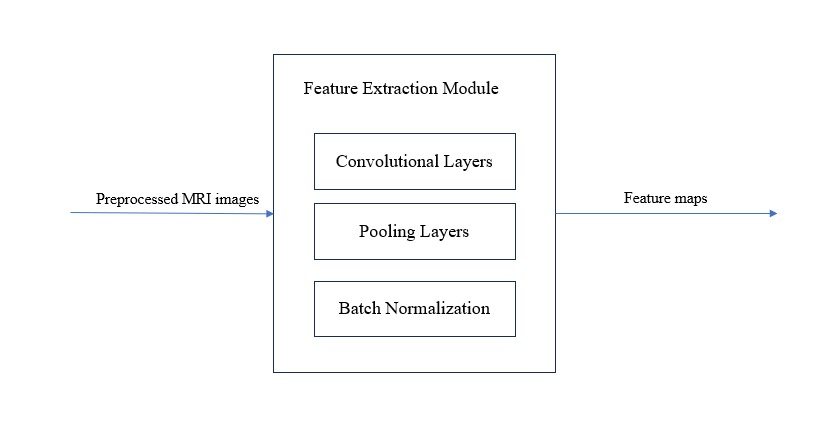 Feature Extraction Module
Convolutional Layers
Preprocessed MRI images
Feature maps
Pooling Layers
Batch Normalization